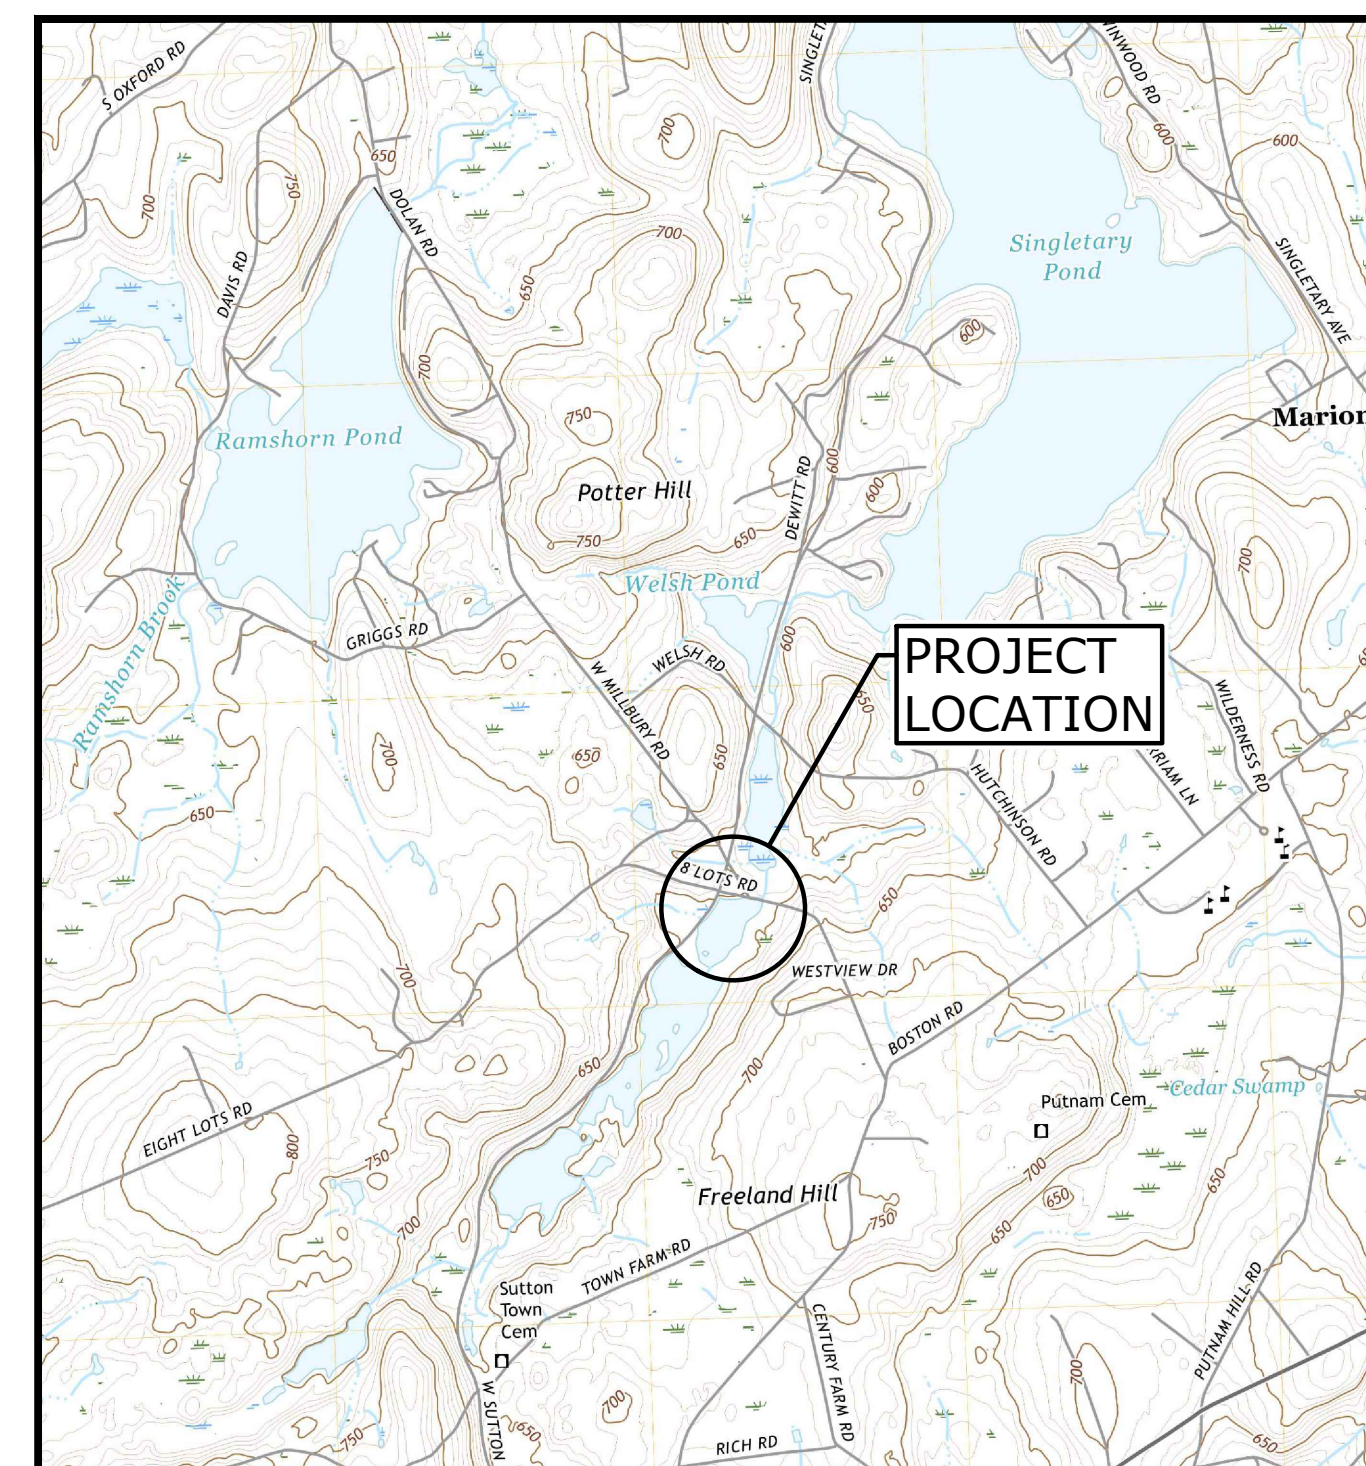 S OXFORD RD
SINGLET
WINWOOD RD
700
600
600
650
750
700
DOLAN RD
700
Singletary
Pond
SINGLETARY AVE
DAVIS RD
650
600
700
750
Marion
Ramshorn Pond
Potter Hill
DEWITT RD
600
600
750
650
700
Welsh Pond
Ramshorn Brook
GRIGGS RD
600
WELSH RD
PROJECT
LOCATION
W MILLBURY RD
650
WILDERNESS RD
700
650
650
RRIAM LN
HUTCHINSON RD
650
8 LOTS RD
650
WESTVIEW DR
700
BOSTON RD
650
700
Cedar Swamp
Putnam Cem
EIGHT LOTS RD
800
750
700
650
650
Freeland Hill
750
700
650
TOWN FARM RD
Sutton
Town
Cem
CENTURY FARM RD
PUTNAM HILL RD
700
W SUTTON
700
650
750
RICH RD
650